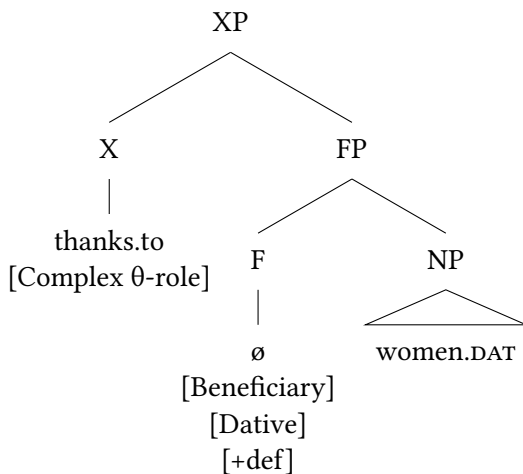 XP
X FP
thanks.to
[Complex θ-role]
F NP
ø
[Beneficiary]
[Dative]
[+def]
women.DAT